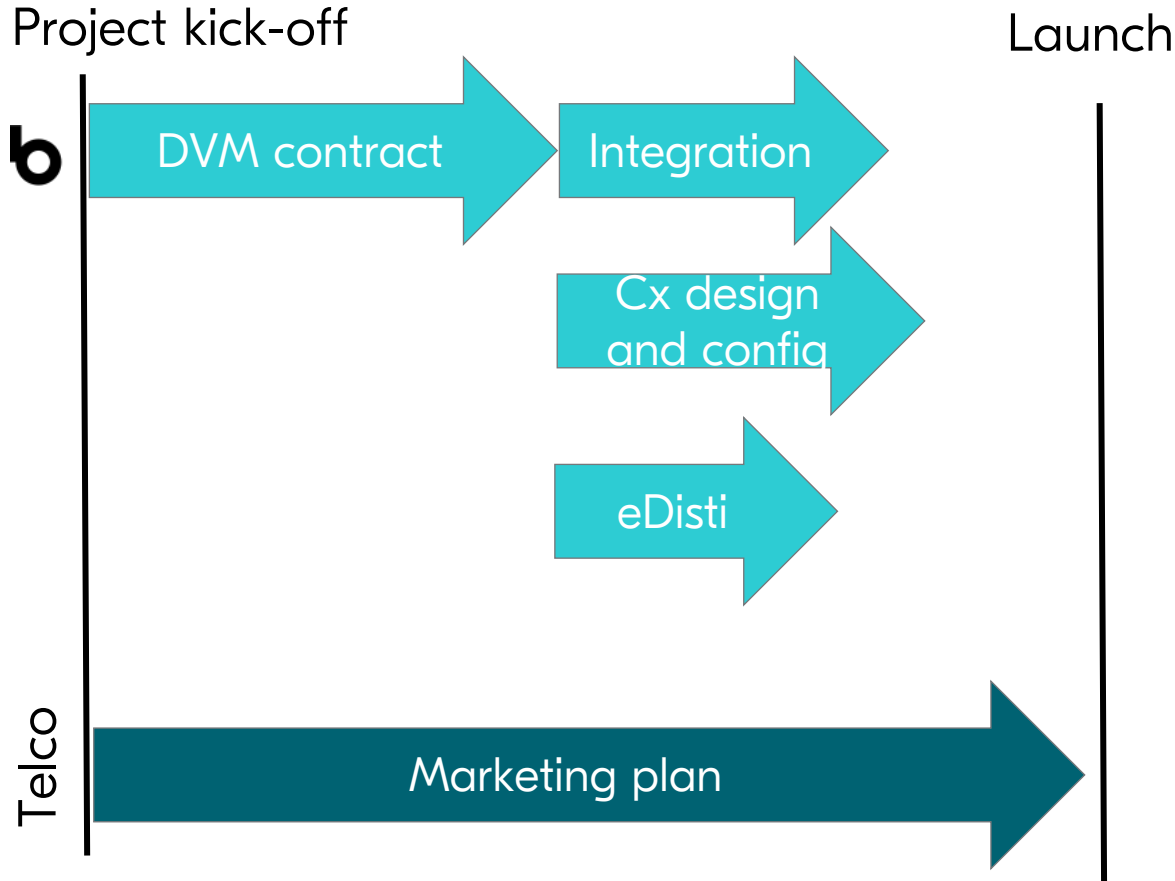 Project kick-off
Launch
b
DVM contract
Integration
Cx design
and config
eDisti
Telco
Marketing plan